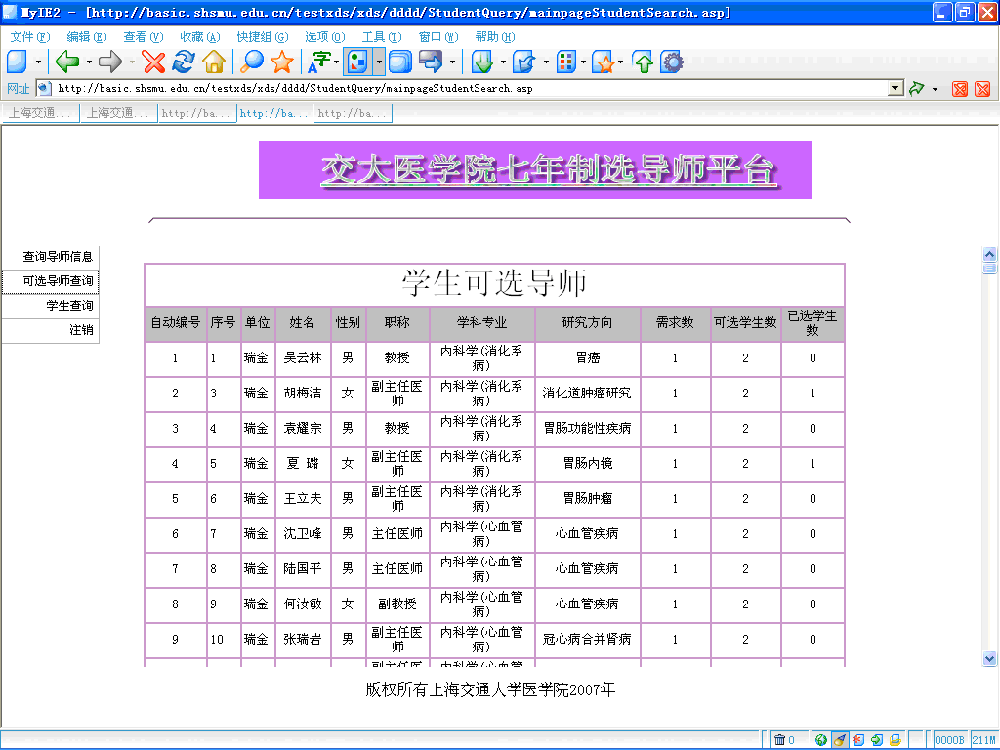 MyIE2 - [http://basic.shsmu.edu.cn/testxds/xds/dddd/StudentQuery/mainpageStudentSearch.asp]
文件(F) 编辑(E) 查看(V) 收藏(A) 快捷组(G) 选项(O) 工具(T) 窗口(W) 帮助(H)
网址 http://basic.shsmu.edu.cn/testxds/xds/dddd/StudentQuery/mainpageStudentSearch.asp
上海交通... 上海交通... http://ba... http://ba... http://ba...
交大医学院七年制选导师平台
查询导师信息
可选导师查询
学生查询
注销
学生可选导师
自动编号 序号 单位 姓名 性别 职称 学科专业 研究方向 需求数 可选学生数 已选学生数
1 1 瑞金 吴云林 男 教授 内科学(消化系病) 胃癌 1 2 0
2 3 瑞金 胡梅洁 女 副主任医师 内科学(消化系病) 消化道肿瘤研究 1 2 1
3 4 瑞金 袁耀宗 男 教授 内科学(消化系病) 胃肠功能性疾病 1 2 0
4 5 瑞金 夏 璐 女 副主任医师 内科学(消化系病) 胃肠内镜 1 2 1
5 6 瑞金 王立夫 男 副主任医师 内科学(消化系病) 胃肠肿瘤 1 2 0
6 7 瑞金 沈卫峰 男 主任医师 内科学(心血管病) 心血管疾病 1 2 0
7 8 瑞金 陆国平 男 主任医师 内科学(心血管病) 心血管疾病 1 2 0
8 9 瑞金 何汝敏 女 副教授 内科学(心血管病) 心血管疾病 1 2 0
9 10 瑞金 张瑞岩 男 副主任医师 内科学(心血管病) 冠心病合并肾病 1 2 0
副主任医 内科学(心血管
版权所有上海交通大学医学院2007年
0 0000B 211M